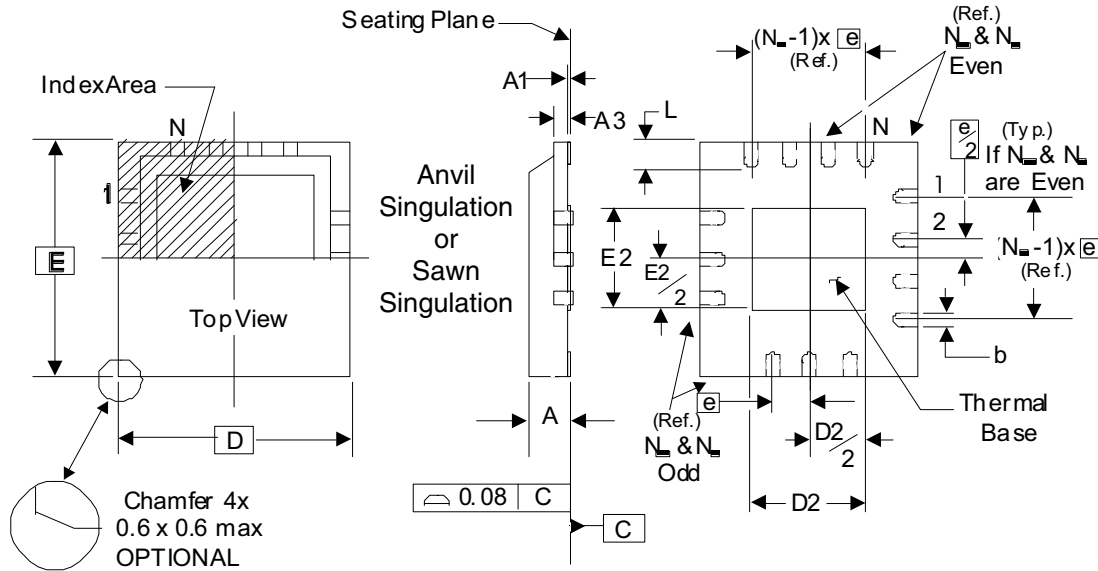 Seating Plane
IndexArea
N
1
E
TopView
D
Chamfer 4x
0.6 x 0.6 max
OPTIONAL
A1
A3
L
Anvil
Singulation
or
Sawn
Singulation
A
0.08 C
C
(N -1)x e
(Ref.)
(Ref.)
N & N
Even
N
e/2
(Typ.)
If N & N
are Even
1
2
(N -1)x e
(Ref.)
E2
E2/2
b
Thermal
Base
e
D2/2
D2
(Ref.)
N & N
Odd